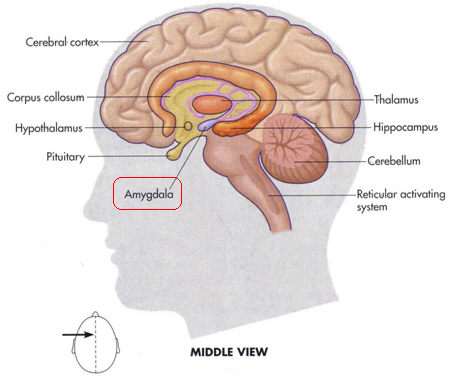 Cerebral cortex
Corpus collosum
Thalamus
Hypothalamus
Hippocampus
Pituitary
Cerebellum
Amygdala
Reticular activating
system
MIDDLE VIEW